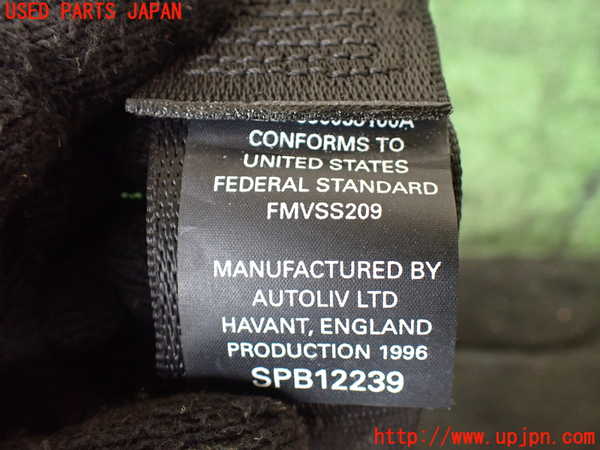 USED PARTS JAPAN
CONFORMS TO
UNITED STATES
FEDERAL STANDARD
FMVSS209
MANUFACTURED BY
AUTOLIV LTD
HAVANT, ENGLAND
PRODUCTION 1996
SPB12239
http://www.upjpn.com/